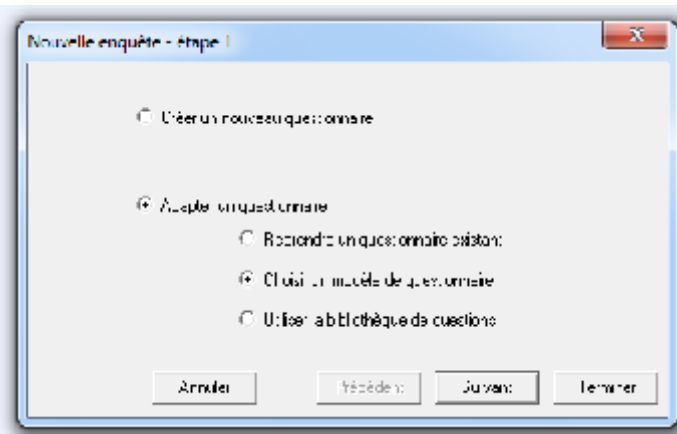 Nouvelle enquête - étape 1
Créer un nouveau questionnaire
Adapter un questionnaire
Reprendre un questionnaire existant
Choisir un modèle de questionnaire
Utiliser la bibliothèque de questions
Annuler Précédent Suivant Terminer